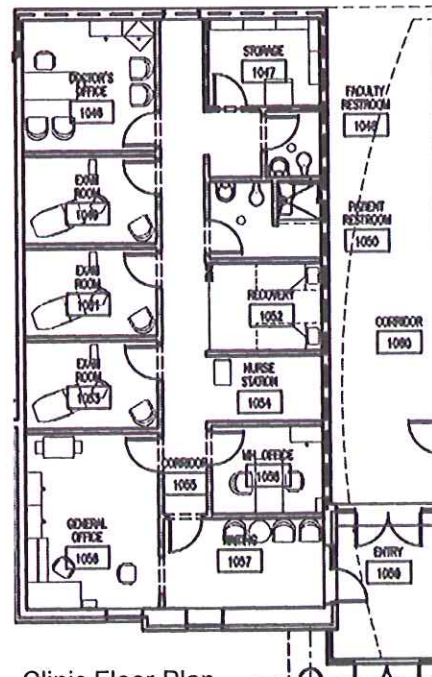 STORAGE
1047
DOCTOR'S
OFFICE
1046
FACULTY
RESTROOM
1048
EXAM
ROOM
1049
PATIENT
RESTROOM
1050
EXAM
ROOM
1051
RECOVERY
1052
CORRIDOR
1060
EXAM
ROOM
1053
NURSE
STATION
1054
CORRIDOR
1055
MH. OFFICE
1056
GENERAL
OFFICE
1058
WAITING
1057
ENTRY
1059
Clinic Floor Plan